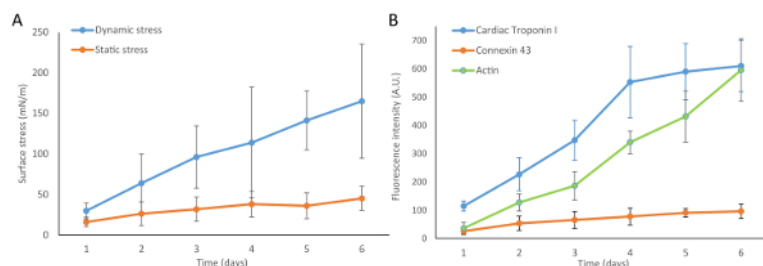 A
Dynamic stress
Static stress
Surface stress (mN/m)
250
200
150
100
50
0
1 2 3 4 5 6
Time (days)
B
Cardiac Troponin I
Connexin 43
Actin
Fluorescence intensity (A.U.)
700
600
500
400
300
200
100
0
1 2 3 4 5 6
Time (days)